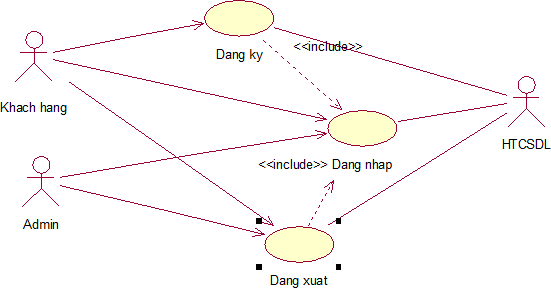 Dang ky
<<include>>
Khach hang
HTCSDL
<<include>> Dang nhap
Admin
Dang xuat